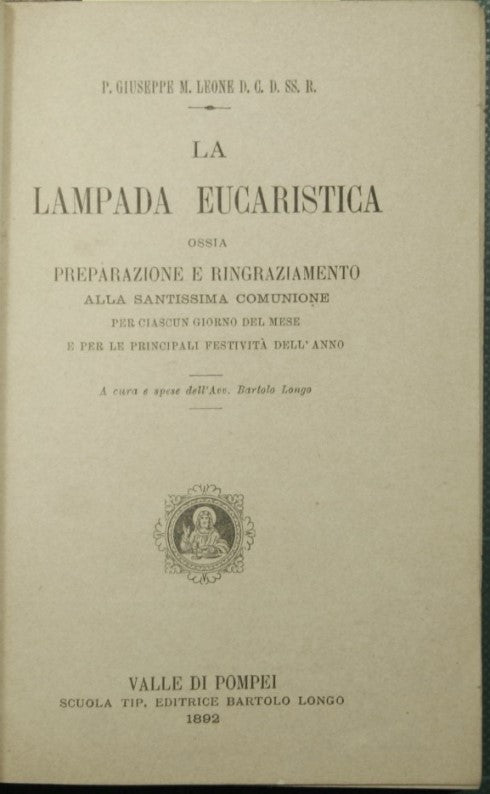 P. GIUSEPPE M. LEONE D. C. D. SS. R.
LA
LAMPADA EUCARISTICA
OSSIA
PREPARAZIONE E RINGRAZIAMENTO
ALLA SANTISSIMA COMUNIONE
PER CIASCUN GIORNO DEL MESE
E PER LE PRINCIPALI FESTIVITÀ DELL'ANNO
A cura e spese dell'Avv. Bartolo Longo
VALLE DI POMPEI
SCUOLA TIP. EDITRICE BARTOLO LONGO
1892